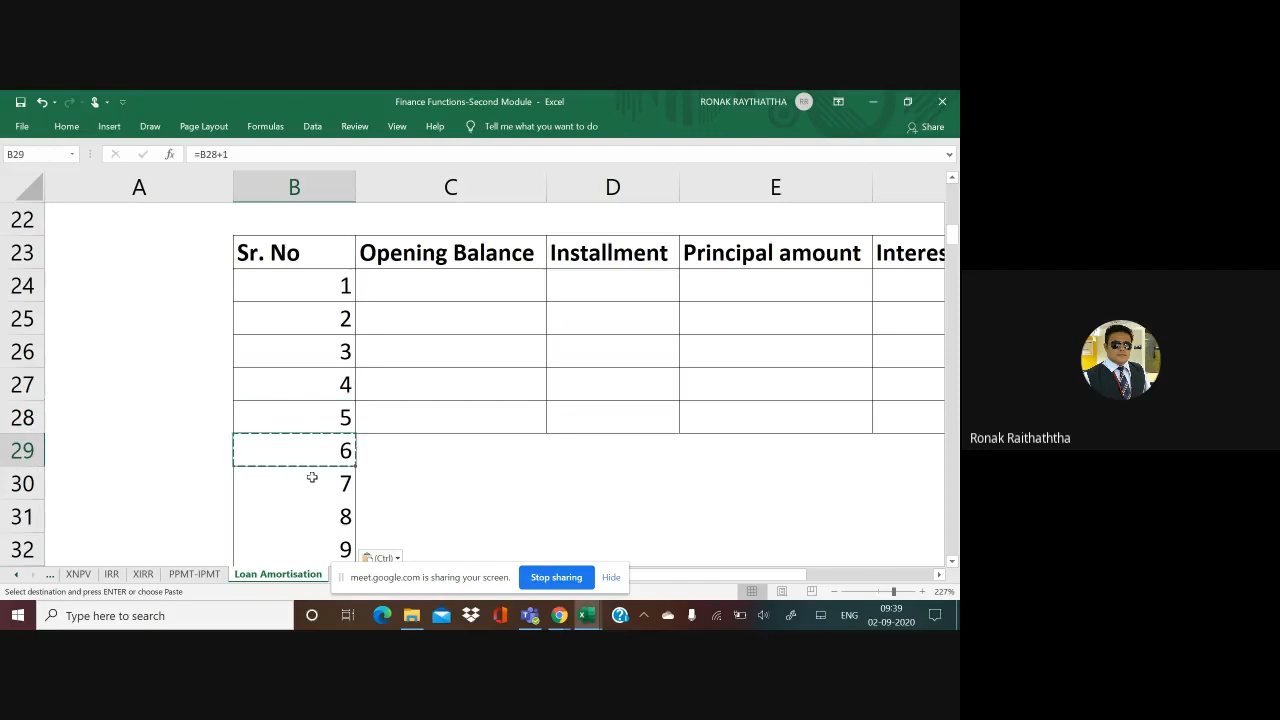 Finance Functions-Second Module - Excel
RONAK RAYTHATTHA RR
File Home Insert Draw Page Layout Formulas Data Review View Help Tell me what you want to do Share
B29 fx =B28+1
A B C D E
22
23 Sr. No Opening Balance Installment Principal amount Interes
24 1
25 2
26 3
27 4
28 5
29 6
30 7
31 8
32 9
(Ctrl)
... XNPV IRR XIRR PPMT-IPMT Loan Amortisation
meet.google.com is sharing your screen. Stop sharing Hide
Select destination and press ENTER or choose Paste
227%
Type here to search
ENG
09:39
02-09-2020
Ronak Raithaththa